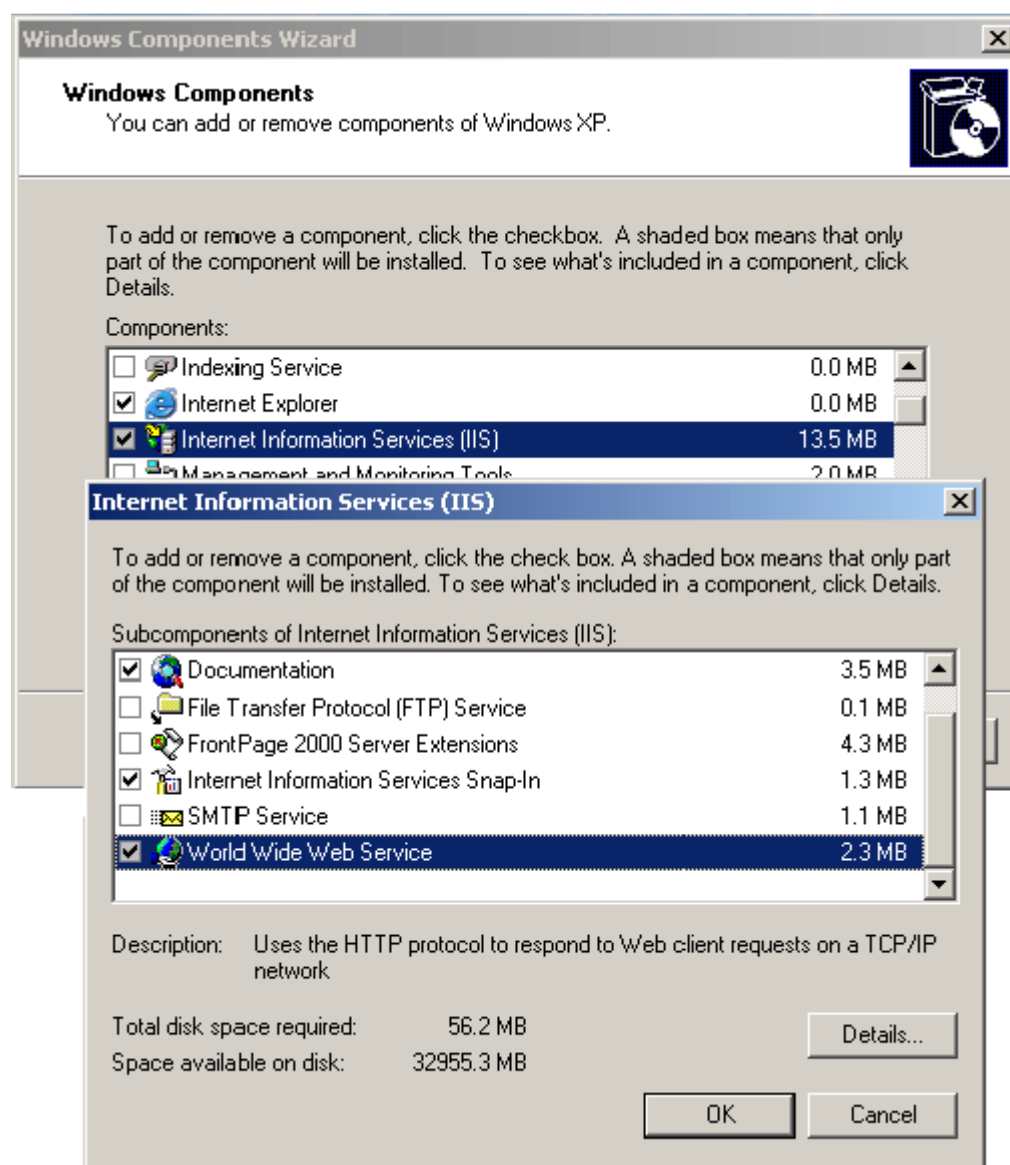 Windows Components Wizard
Windows Components
You can add or remove components of Windows XP.
To add or remove a component, click the checkbox. A shaded box means that only
part of the component will be installed. To see what's included in a component, click
Details.
Components:
Indexing Service 0.0 MB
Internet Explorer 0.0 MB
Internet Information Services (IIS) 13.5 MB
Management and Monitoring Tools 2.0 MB
Internet Information Services (IIS)
To add or remove a component, click the check box. A shaded box means that only part
of the component will be installed. To see what's included in a component, click Details.
Subcomponents of Internet Information Services (IIS):
Documentation 3.5 MB
File Transfer Protocol (FTP) Service 0.1 MB
FrontPage 2000 Server Extensions 4.3 MB
Internet Information Services Snap-In 1.3 MB
SMTP Service 1.1 MB
World Wide Web Service 2.3 MB
Description: Uses the HTTP protocol to respond to Web client requests on a TCP/IP
network
Total disk space required: 56.2 MB
Space available on disk: 32955.3 MB
Details...
OK Cancel